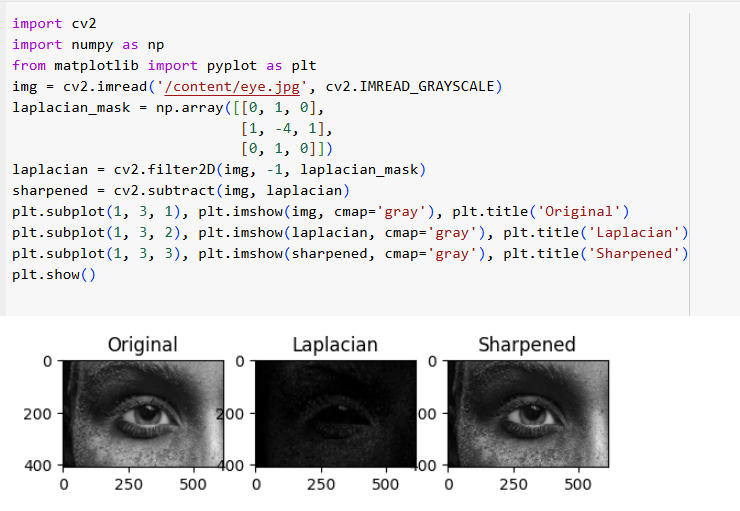 import cv2
import numpy as np
from matplotlib import pyplot as plt
img = cv2.imread('/content/eye.jpg', cv2.IMREAD_GRAYSCALE)
laplacian_mask = np.array([[0, 1, 0],
                           [1, -4, 1],
                           [0, 1, 0]])
laplacian = cv2.filter2D(img, -1, laplacian_mask)
sharpened = cv2.subtract(img, laplacian)
plt.subplot(1, 3, 1), plt.imshow(img, cmap='gray'), plt.title('Original')
plt.subplot(1, 3, 2), plt.imshow(laplacian, cmap='gray'), plt.title('Laplacian')
plt.subplot(1, 3, 3), plt.imshow(sharpened, cmap='gray'), plt.title('Sharpened')
plt.show()
Original Laplacian Sharpened
0 0 0
200 200 00
400 400 00
0 250 500 0 250 500 0 250 500